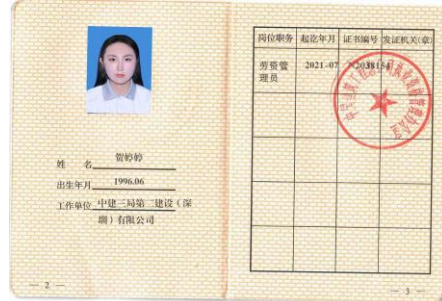 姓 名 贺婷婷
出生年月 1996.06
工作单位 中建三局第二建设（深
圳）有限公司
— 2 —
岗位职务 起讫年月 证书编号 发证机关(章)
劳资管 2021-07
理员
— 3 —